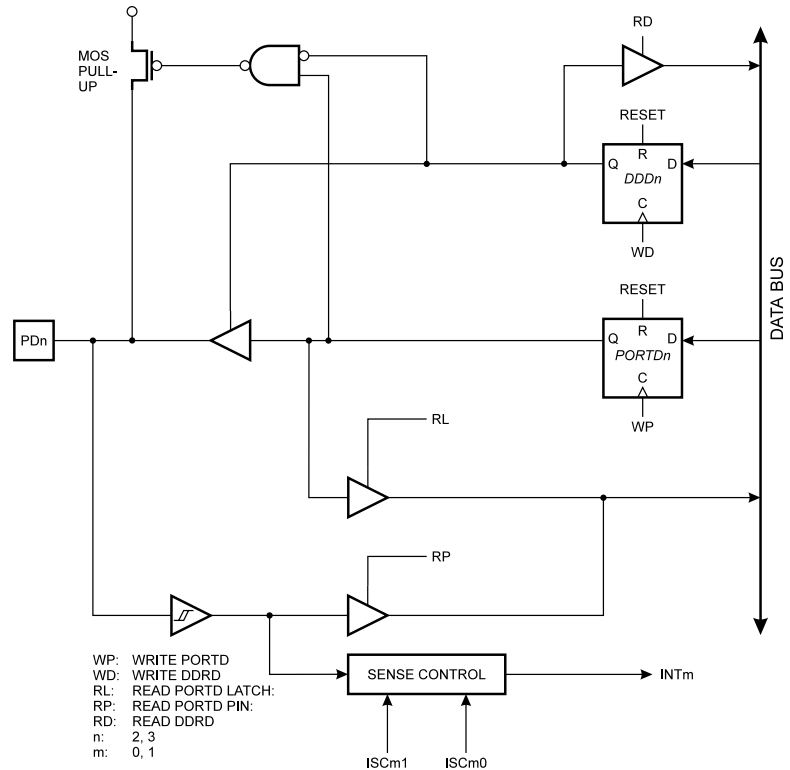 RD
MOS
PULL-
UP
RESET
R
Q
D
DDDn
C
WD
RESET
R
Q
D
PORTDn
C
WP
PDn
DATA BUS
RL
RP
WP: WRITE PORTD
WD: WRITE DDRD
RL: READ PORTD LATCH:
RP: READ PORTD PIN:
RD: READ DDRD
n: 2, 3
m: 0, 1
SENSE CONTROL
INTm
ISCm1
ISCm0